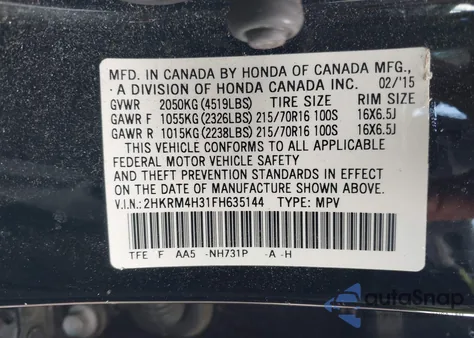 MFD. IN CANADA BY HONDA OF CANADA MFG.,
A DIVISION OF HONDA CANADA INC. 02/'15
GVWR 2050KG (4519LBS) TIRE SIZE RIM SIZE
GAWR F 1055KG (2326LBS) 215/70R16 100S 16X6.5J
GAWR R 1015KG (2238LBS) 215/70R16 100S 16X6.5J
THIS VEHICLE CONFORMS TO ALL APPLICABLE
FEDERAL MOTOR VEHICLE SAFETY
AND THEFT PREVENTION STANDARDS IN EFFECT
ON THE DATE OF MANUFACTURE SHOWN ABOVE.
V.I.N.: 2HKRM4H31FH635144 TYPE: MPV
TFE F AA5 -NH731P -A -H
autoSnap